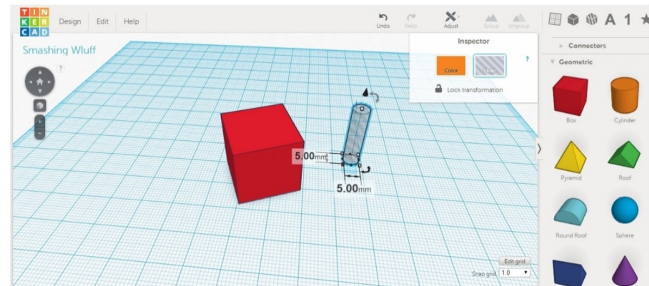 TIN
KER
CAD
Design Edit Help
Undo Redo Adjust Group Ungroup
A 1
Smashing Wluff
Inspector
?
?
Color
Lock transformation
5.00mm
5.00mm
Edit grid
Snap grid 1.0
Connectors
Geometric
Box Cylinder
Pyramid Roof
Round Roof Sphere